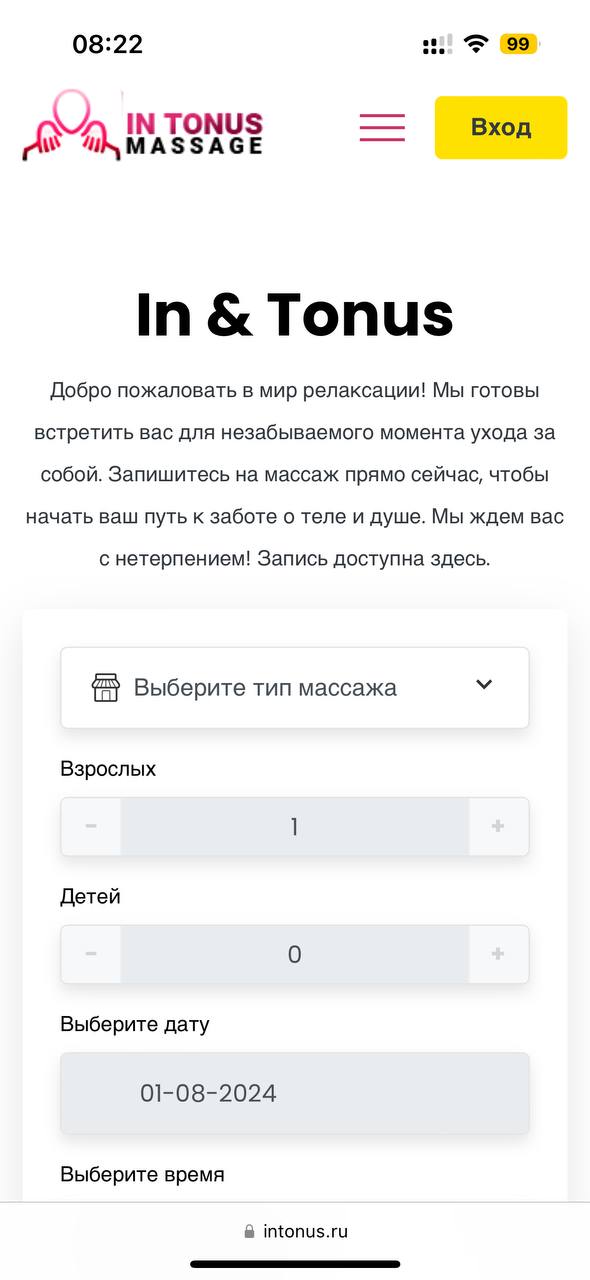 08:22
99
IN TONUS
MASSAGE
Вход
In & Tonus
Добро пожаловать в мир релаксации! Мы готовы
встретить вас для незабываемого момента ухода за
собой. Запишитесь на массаж прямо сейчас, чтобы
начать ваш путь к заботе о теле и душе. Мы ждем вас
с нетерпением! Запись доступна здесь.
Выберите тип массажа
Взрослых
- 1 +
Детей
- 0 +
Выберите дату
01-08-2024
Выберите время
intonus.ru